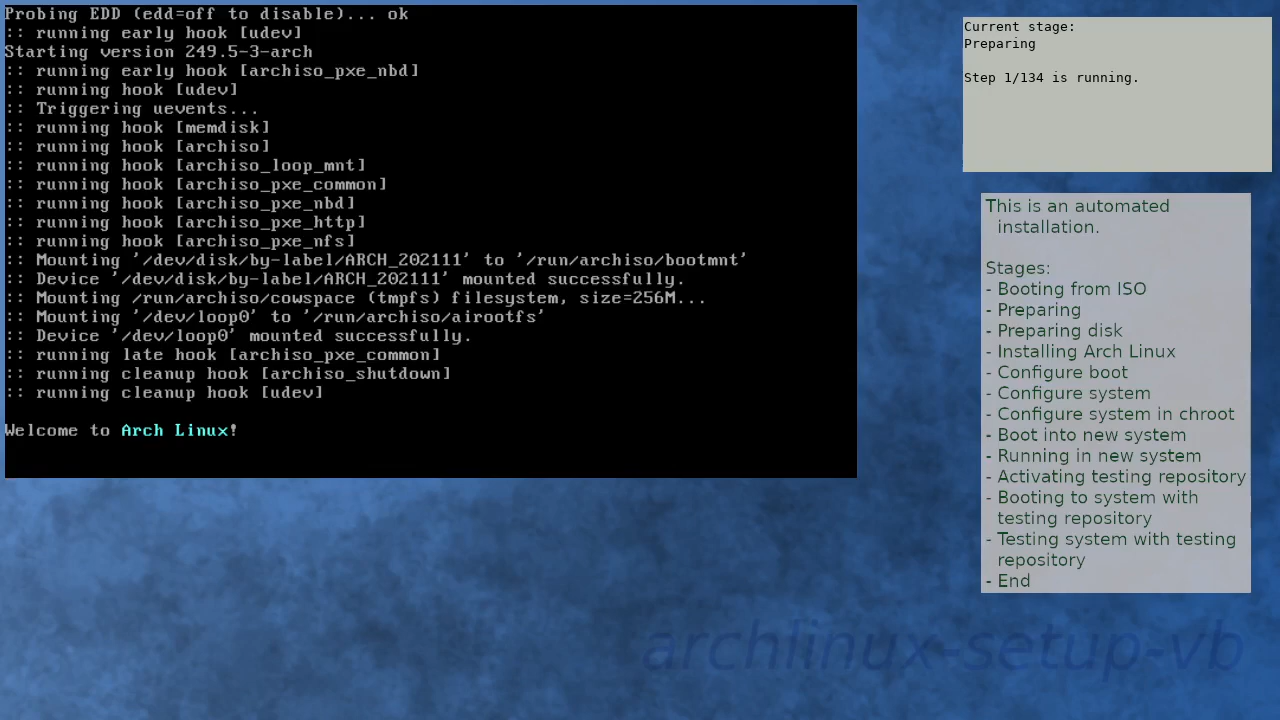 Probing EDD (edd=off to disable)... ok
:: running early hook [udev]
Starting version 249.5-3-arch
:: running early hook [archiso_pxe_nbd]
:: running hook [udev]
:: Triggering uevents...
:: running hook [memdisk]
:: running hook [archiso]
:: running hook [archiso_loop_mnt]
:: running hook [archiso_pxe_common]
:: running hook [archiso_pxe_nbd]
:: running hook [archiso_pxe_http]
:: running hook [archiso_pxe_nfs]
:: Mounting '/dev/disk/by-label/ARCH_202111' to '/run/archiso/bootmnt'
:: Device '/dev/disk/by-label/ARCH_202111' mounted successfully.
:: Mounting /run/archiso/cowspace (tmpfs) filesystem, size=256M...
:: Mounting '/dev/loop0' to '/run/archiso/airootfs'
:: Device '/dev/loop0' mounted successfully.
:: running late hook [archiso_pxe_common]
:: running cleanup hook [archiso_shutdown]
:: running cleanup hook [udev]
Welcome to Arch Linux!
Current stage:
Preparing
Step 1/134 is running.
This is an automated
installation.
Stages:
- Booting from ISO
- Preparing
- Preparing disk
- Installing Arch Linux
- Configure boot
- Configure system
- Configure system in chroot
- Boot into new system
- Running in new system
- Activating testing repository
- Booting to system with
testing repository
- Testing system with testing
repository
- End
archlinux-setup-vb